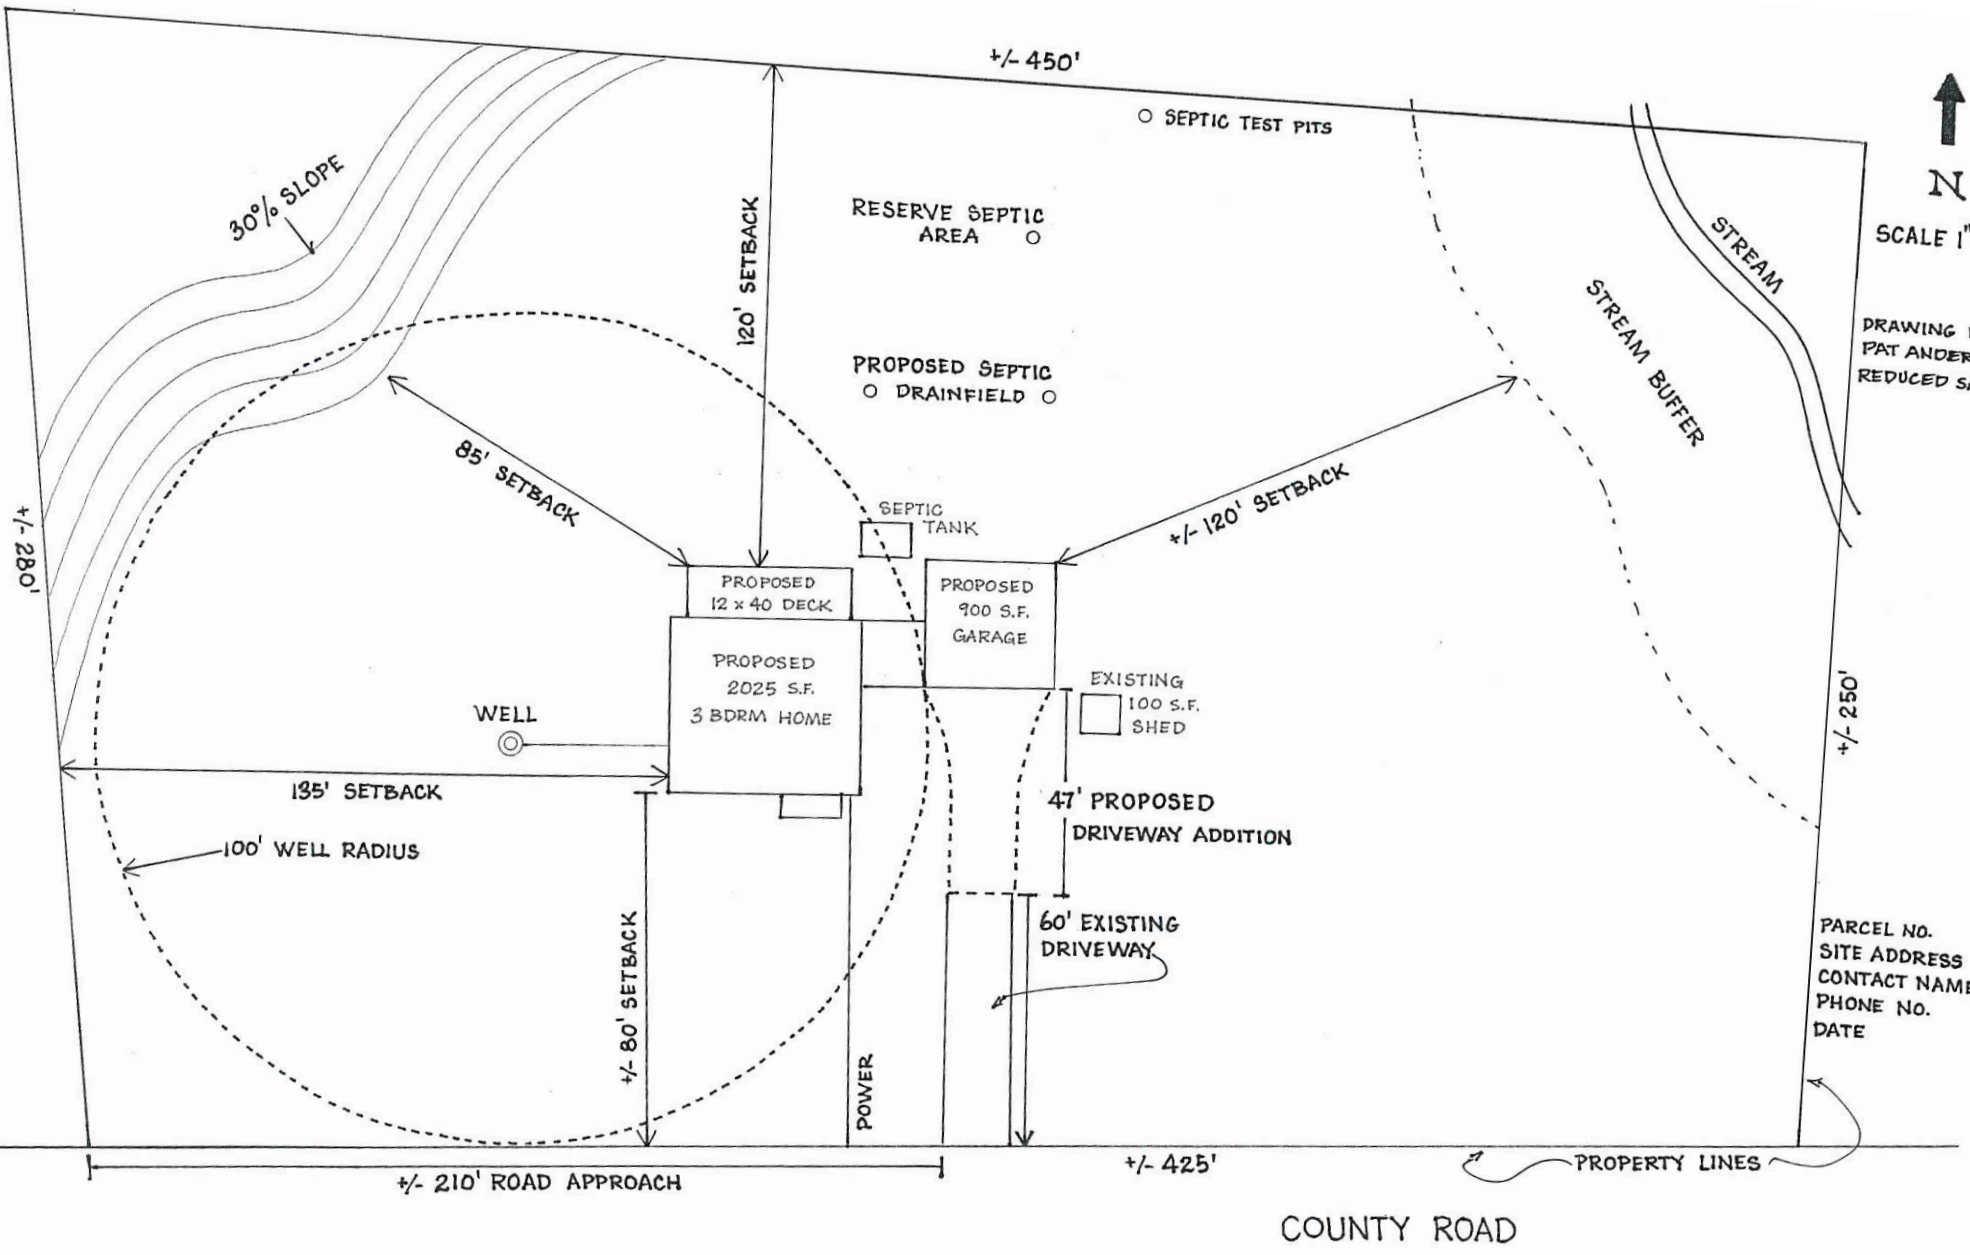 +/- 450'
SEPTIC TEST PITS
N
30% SLOPE
RESERVE SEPTIC
AREA
120' SETBACK
STREAM
SCALE 1"
STREAM BUFFER
DRAWING
PAT ANDER
REDUCED
PROPOSED SEPTIC
DRAINFIELD
85' SETBACK
+/- 120' SETBACK
+/- 280'
SEPTIC
TANK
PROPOSED
12 x 40 DECK
PROPOSED
900 S.F.
GARAGE
PROPOSED
2025 S.F.
3 BDRM HOME
EXISTING
100 S.F.
SHED
WELL
+/- 250'
135' SETBACK
47' PROPOSED
DRIVEWAY ADDITION
100' WELL RADIUS
60' EXISTING
DRIVEWAY
+/- 80' SETBACK
POWER
PARCEL NO.
SITE ADDRESS
CONTACT NAME
PHONE NO.
DATE
+/- 210' ROAD APPROACH
+/- 425'
PROPERTY LINES
COUNTY ROAD